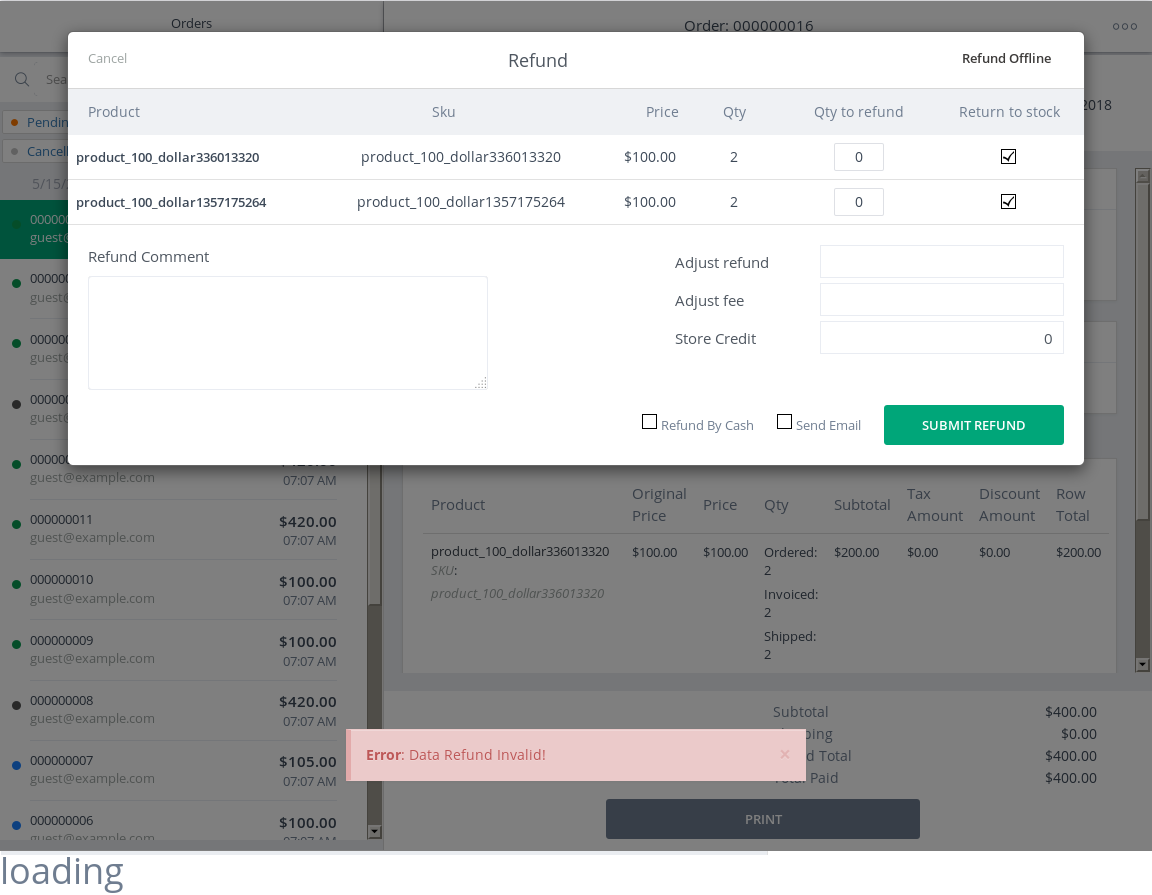 Orders
Order: 000000016
Cancel
Refund
Refund Offline
Sea
2018
Product Sku Price Qty Qty to refund Return to stock
product_100_dollar336013320 product_100_dollar336013320 $100.00 2 0
product_100_dollar1357175264 product_100_dollar1357175264 $100.00 2 0
Pendin
Cancell
5/15/
00000
guest@
00000
guest@
00000
guest@
00000
guest@
Refund Comment
Adjust refund
Adjust fee
Store Credit 0
Refund By Cash
Send Email
SUBMIT REFUND
00000
guest@example.com 07:07 AM
000000011 $420.00
guest@example.com 07:07 AM
000000010 $100.00
guest@example.com 07:07 AM
000000009 $100.00
guest@example.com 07:07 AM
000000008 $420.00
guest@example.com 07:07 AM
000000007 $105.00
guest@example.com 07:07 AM
000000006 $100.00
guest@example.com 07:07 AM
Product Original Price Price Qty Subtotal Tax Amount Discount Amount Row Total
product_100_dollar336013320 $100.00 $100.00 Ordered: $200.00 $0.00 $0.00 $200.00
SKU: 2
product_100_dollar336013320 Invoiced:
2
Shipped:
2
Subtotal $400.00
ping $0.00
d Total $400.00
Total Paid $400.00
Error: Data Refund Invalid! ×
PRINT
loading